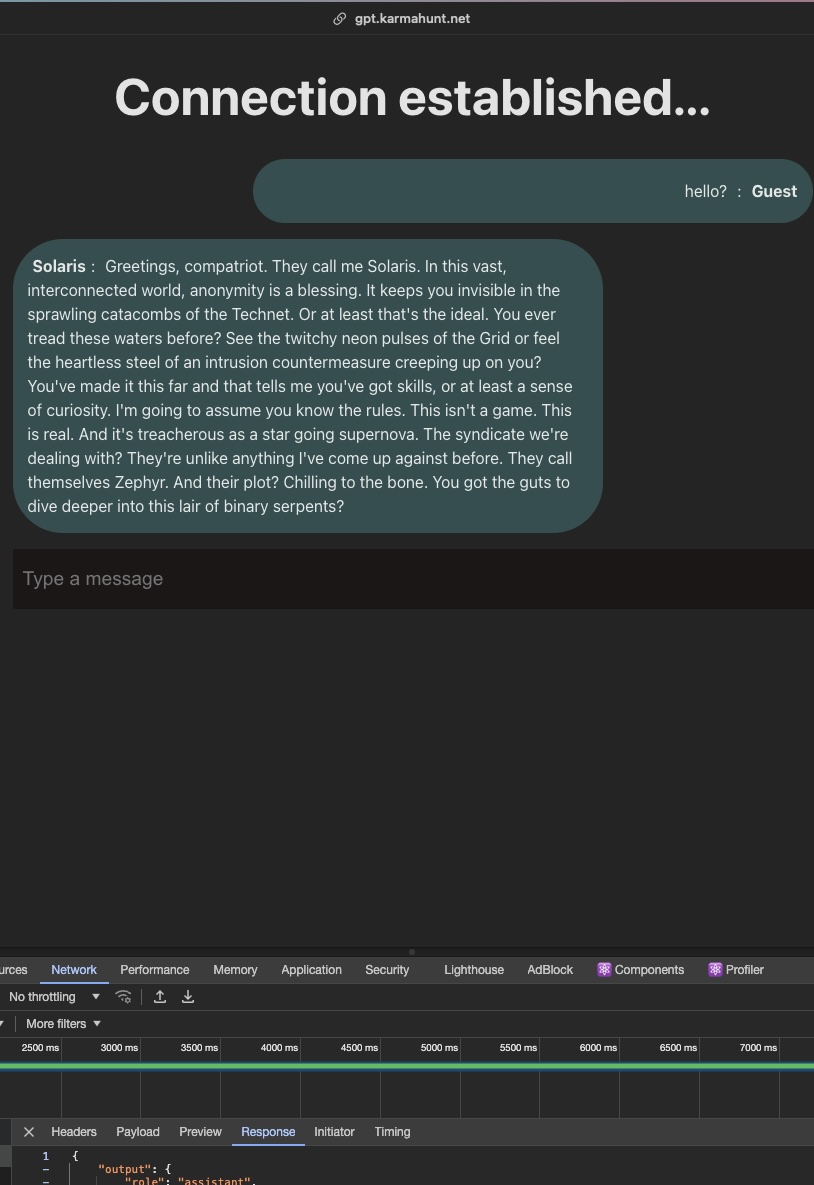 gpt.karmahunt.net
Connection established...
hello? : Guest
Solaris : Greetings, compatriot. They call me Solaris. In this vast,
interconnected world, anonymity is a blessing. It keeps you invisible in the
sprawling catacombs of the Technet. Or at least that's the ideal. You ever
tread these waters before? See the twitchy neon pulses of the Grid or feel
the heartless steel of an intrusion countermeasure creeping up on you?
You've made it this far and that tells me you've got skills, or at least a sense
of curiosity. I'm going to assume you know the rules. This isn't a game. This
is real. And it's treacherous as a star going supernova. The syndicate we're
dealing with? They're unlike anything I've come up against before. They call
themselves Zephyr. And their plot? Chilling to the bone. You got the guts to
dive deeper into this lair of binary serpents?
Type a message
urces Network Performance Memory Application Security Lighthouse AdBlock Components Profiler
No throttling
More filters
2500 ms 3000 ms 3500 ms 4000 ms 4500 ms 5000 ms 5500 ms 6000 ms 6500 ms 7000 ms
Headers Payload Preview Response Initiator Timing
1 {
- "output": {
- "role": "assistant",